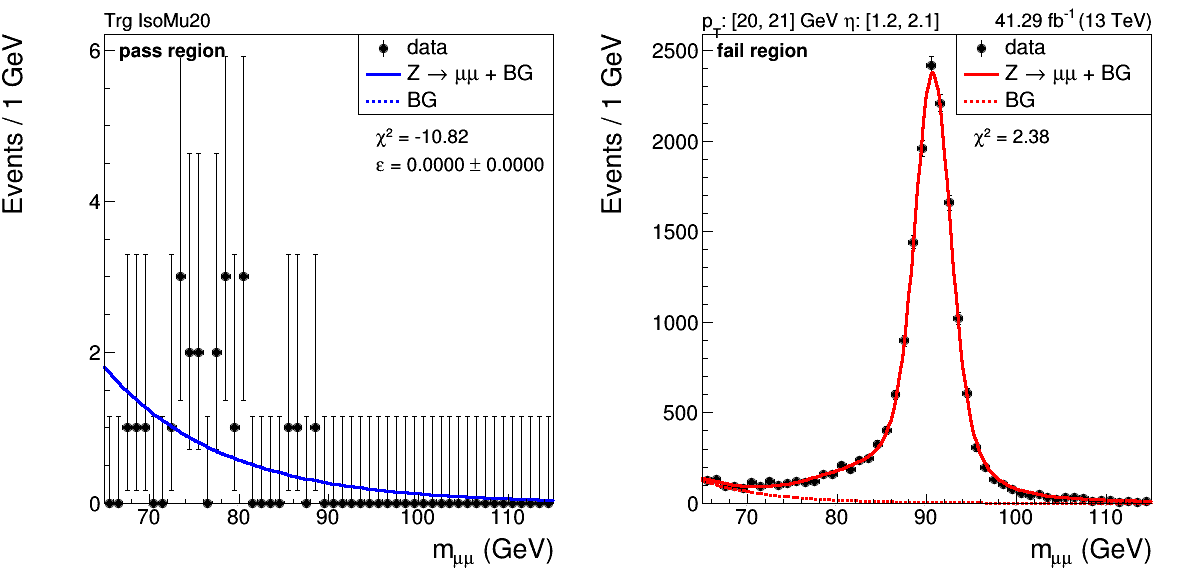 Trg IsoMu20
pass region
data
Z → μμ + BG
BG
χ² = -10.82
ε = 0.0000 ± 0.0000
Events / 1 GeV
6
4
2
0
70 80 90 100 110
mμμ (GeV)
pT: [20, 21] GeV η: [1.2, 2.1] 41.29 fb⁻¹ (13 TeV)
fail region
data
Z → μμ + BG
BG
χ² = 2.38
Events / 1 GeV
2500
2000
1500
1000
500
0
70 80 90 100 110
mμμ (GeV)